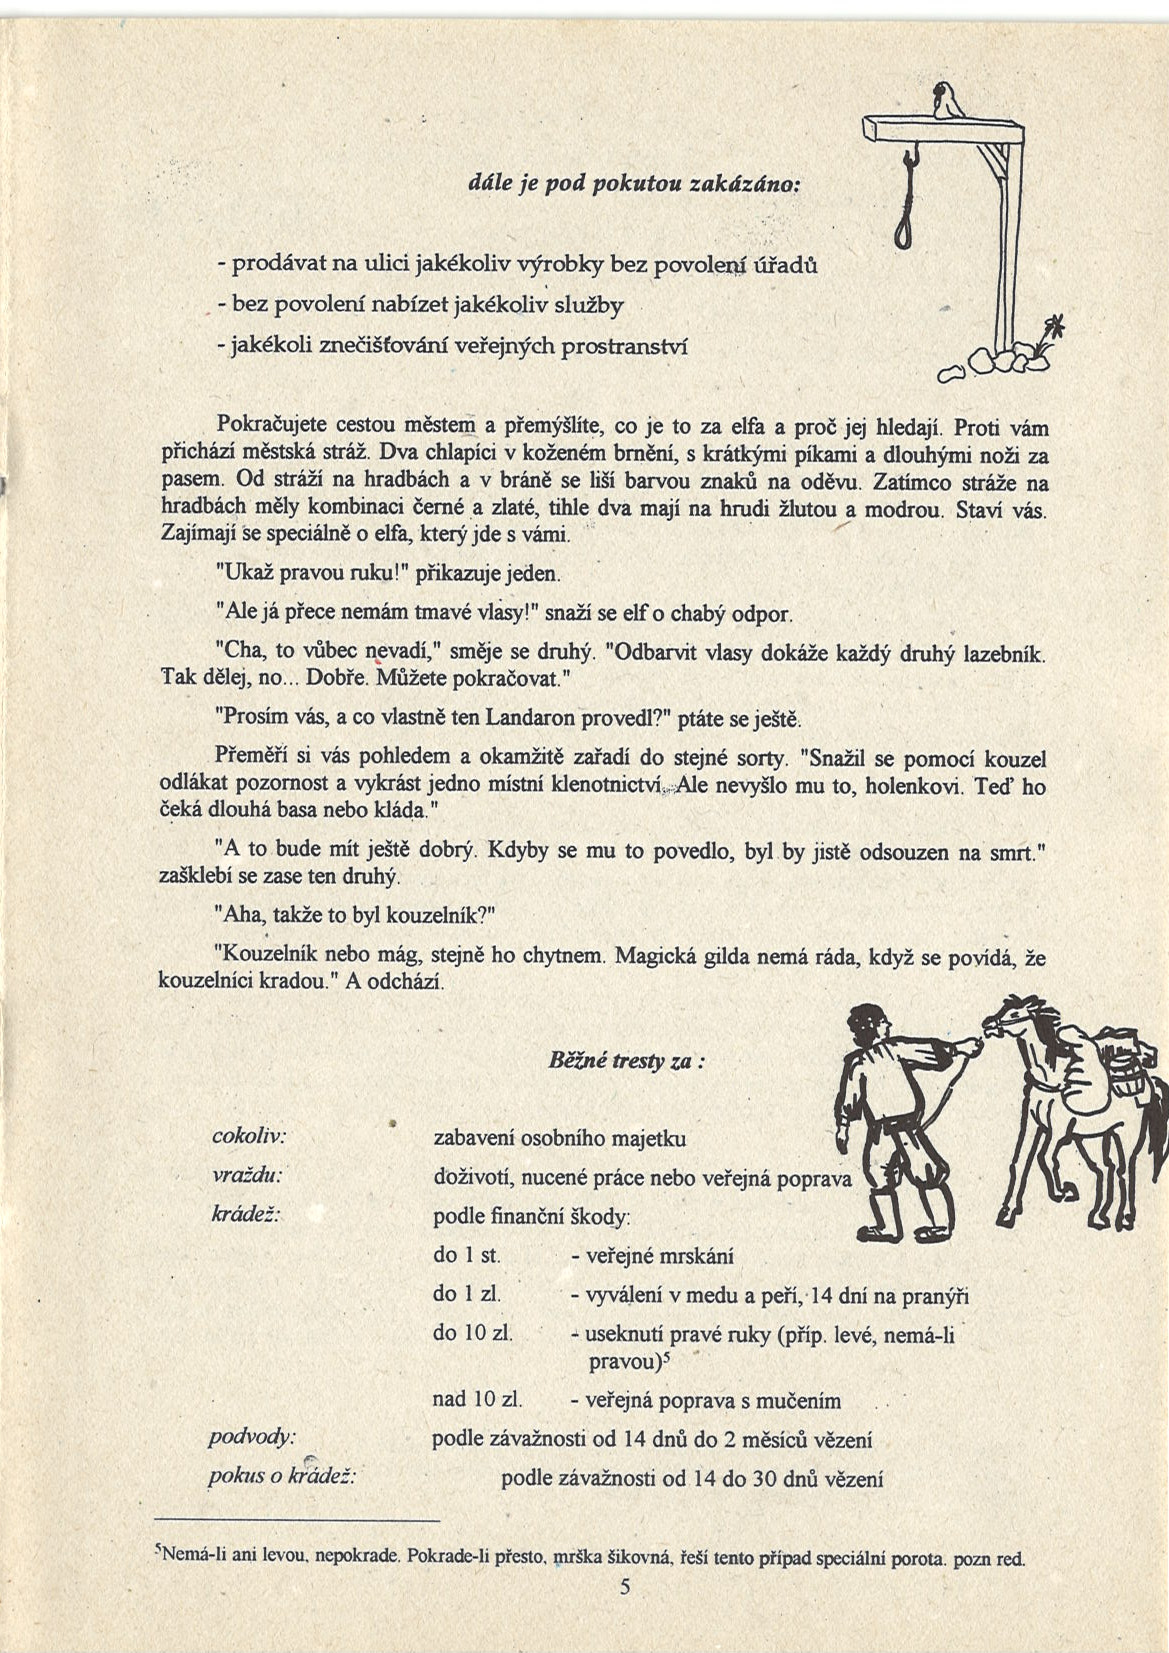 dále je pod pokutou zakázáno:
- prodávat na ulici jakékoliv výrobky bez povolení úřadů
- bez povolení nabízet jakékoliv služby
- jakékoli znečišťování veřejných prostranství
Pokračujete cestou městem a přemýšlíte, co je to za elfa a proč jej hledají. Proti vám
přichází městská stráž. Dva chlapíci v koženém brnění, s krátkými píkami a dlouhými noži za
pasem. Od stráží na hradbách a v bráně se liší barvou znaků na oděvu. Zatímco stráže na
hradbách měly kombinaci černé a zlaté, tihle dva mají na hrudi žlutou a modrou. Staví vás.
Zajímají se speciálně o elfa, který jde s vámi.
"Ukaž pravou ruku!" přikazuje jeden.
"Ale já přece nemám tmavé vlasy!" snaží se elf o chabý odpor.
"Cha, to vůbec nevadí," směje se druhý. "Odbarvit vlasy dokáže každý druhý lazebník.
Tak dělej, no... Dobře. Můžete pokračovat."
"Prosím vás, a co vlastně ten Landaron provedl?" ptáte se ještě.
Přeměří si vás pohledem a okamžitě zařadí do stejné sorty. "Snažil se pomocí kouzel
odlákat pozornost a vykrást jedno místní klenotnictví. Ale nevyšlo mu to, holenkovi. Teď ho
čeká dlouhá basa nebo kláda."
"A to bude mít ještě dobrý. Kdyby se mu to povedlo, byl by jistě odsouzen na smrt."
zašklebí se zase ten druhý.
"Aha, takže to byl kouzelník?"
"Kouzelník nebo mág, stejně ho chytnem. Magická gilda nemá ráda, když se povídá, že
kouzelníci kradou." A odchází.
Běžné tresty za :
cokoliv: zabavení osobního majetku
vraždu: doživotí, nucené práce nebo veřejná poprava
krádež: podle finanční škody:
do 1 st. - veřejné mrskání
do 1 zl. - vyválení v medu a peří, 14 dní na pranýři
do 10 zl. - useknutí pravé ruky (příp. levé, nemá-li
pravou)⁵
nad 10 zl. - veřejná poprava s mučením
podvody: podle závažnosti od 14 dnů do 2 měsíců vězení
pokus o krádež: podle závažnosti od 14 do 30 dnů vězení
⁵Nemá-li ani levou, nepokrade. Pokrade-li přesto, mrška šikovná, řeší tento případ speciální porota. pozn red.
5